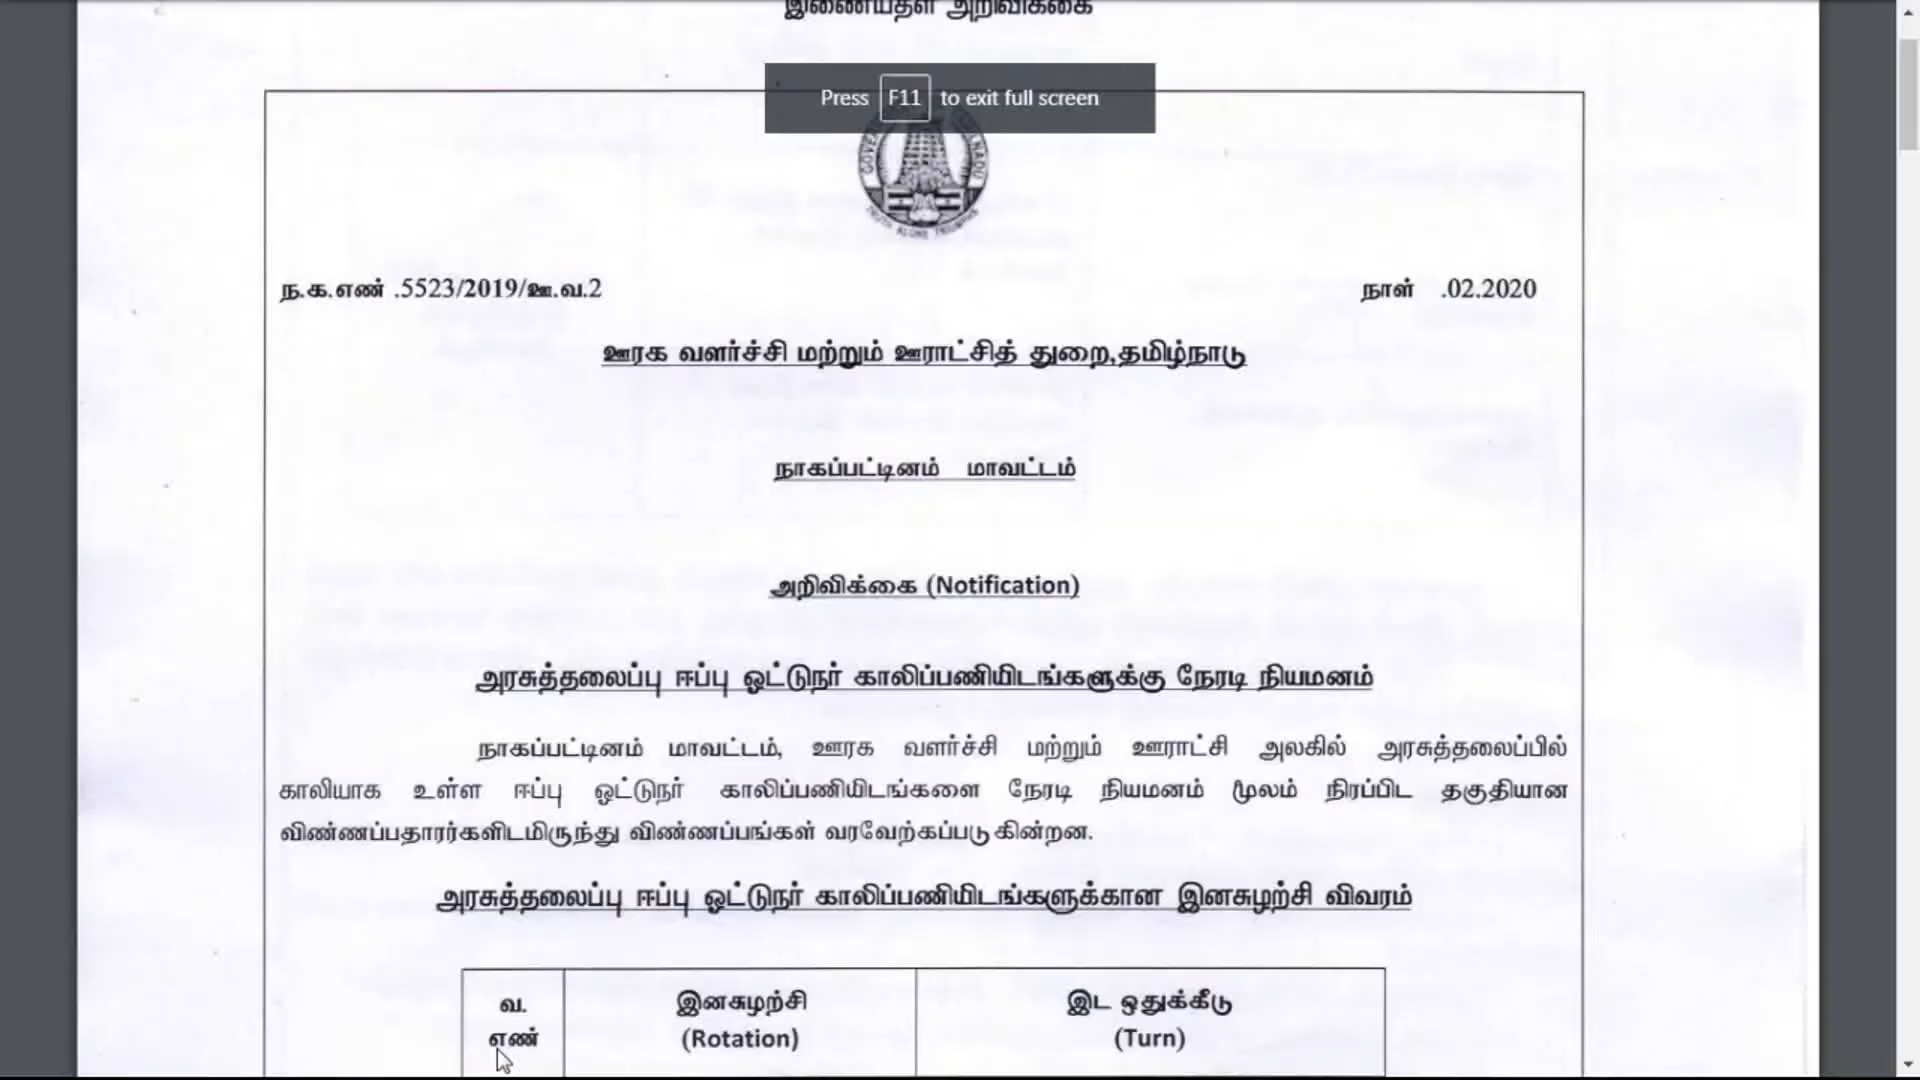 இணையதள அறிவிக்கை
Press F11 to exit full screen
ந.க.எண் .5523/2019/ஊ.வ.2
நாள் .02.2020
ஊரக வளர்ச்சி மற்றும் ஊராட்சித் துறை,தமிழ்நாடு
நாகப்பட்டினம் மாவட்டம்
அறிவிக்கை (Notification)
அரசுத்தலைப்பு ஈப்பு ஓட்டுநர் காலிப்பணியிடங்களுக்கு நேரடி நியமனம்
நாகப்பட்டினம் மாவட்டம், ஊரக வளர்ச்சி மற்றும் ஊராட்சி அலகில் அரசுத்தலைப்பில்
காலியாக உள்ள ஈப்பு ஓட்டுநர் காலிப்பணியிடங்களை நேரடி நியமனம் மூலம் நிரப்பிட தகுதியான
விண்ணப்பதாரர்களிடமிருந்து விண்ணப்பங்கள் வரவேற்கப்படுகின்றன.
அரசுத்தலைப்பு ஈப்பு ஓட்டுநர் காலிப்பணியிடங்களுக்கான இனசுழற்சி விவரம்
வ.
எண்
இனசுழற்சி
(Rotation)
இட ஒதுக்கீடு
(Turn)